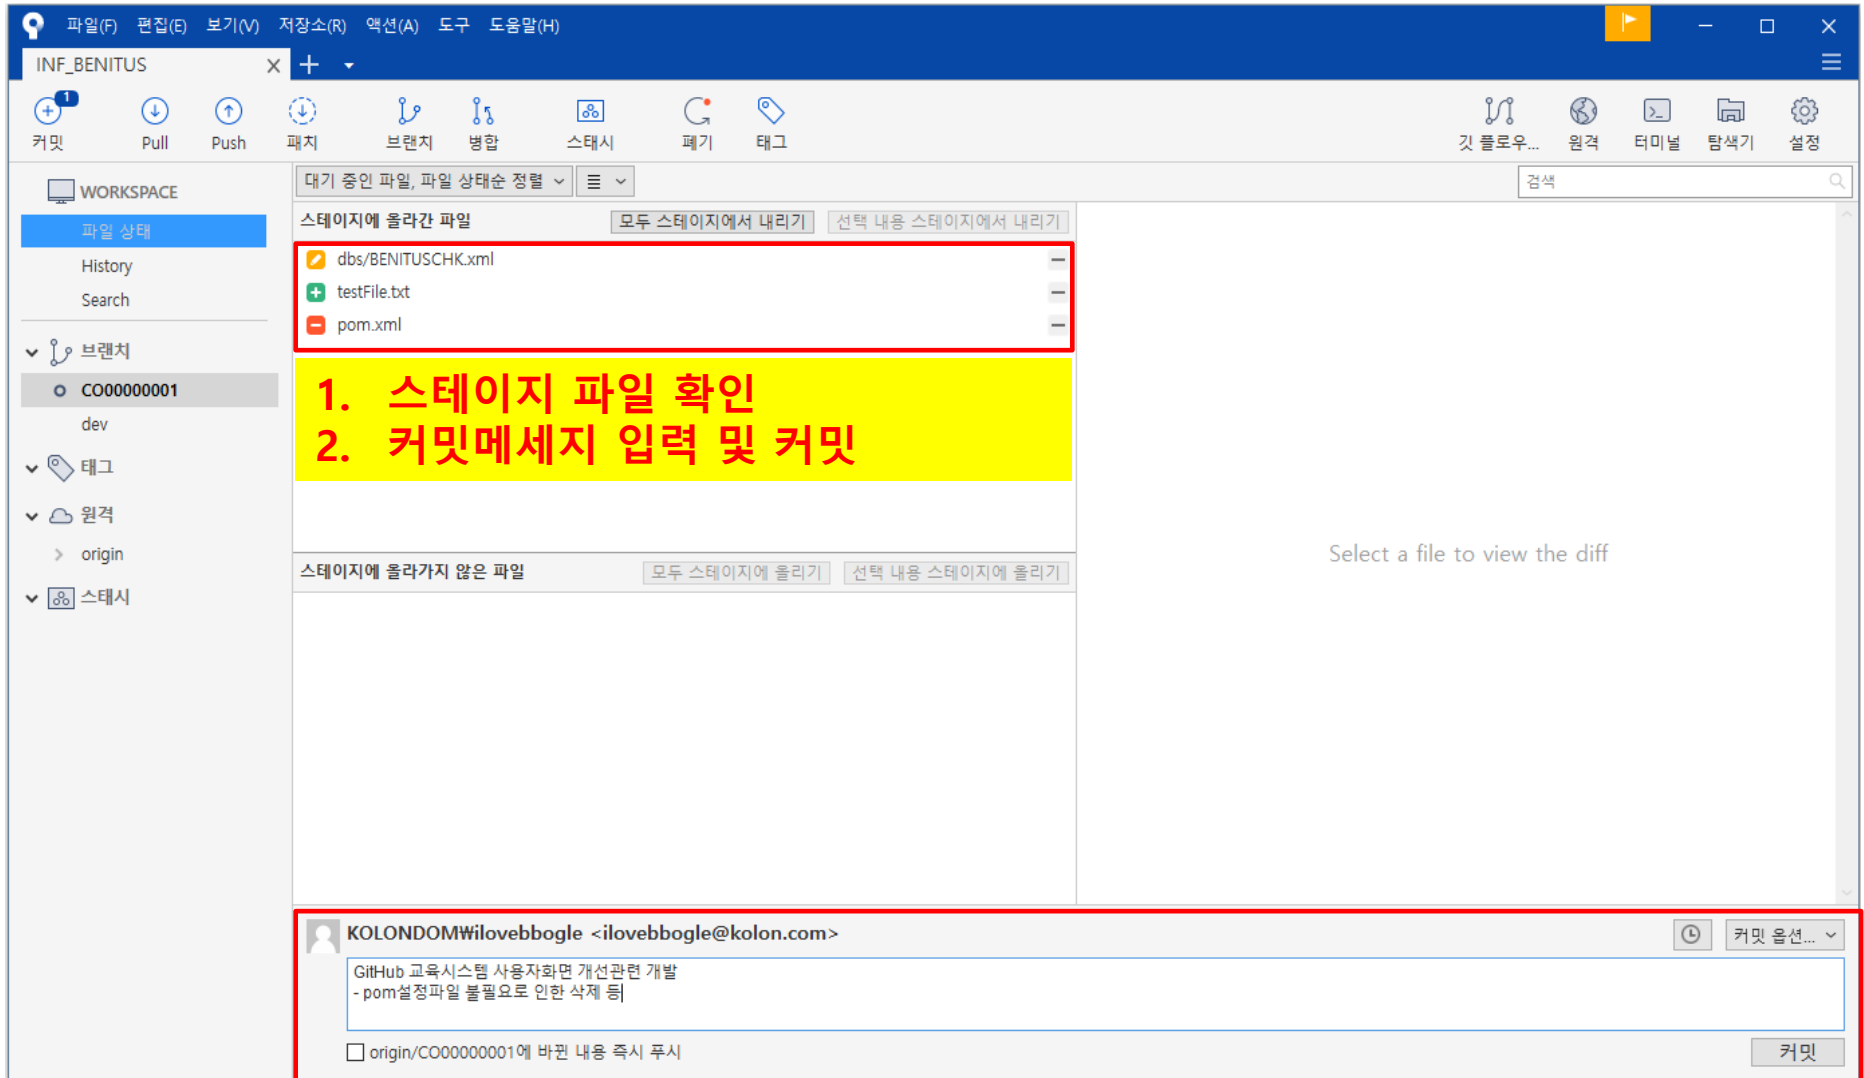 파일(F) 편집(E) 보기(V) 저장소(R) 액션(A) 도구 도움말(H)
INF_BENITUS
1
커밋 Pull Push 패치 브랜치 병합 스태시 폐기 태그 깃 플로우... 원격 터미널 탐색기 설정
WORKSPACE
파일 상태
History
Search
브랜치
CO00000001
dev
태그
원격
origin
스태시
대기 중인 파일, 파일 상태순 정렬
검색
스테이지에 올라간 파일 모두 스테이지에서 내리기 선택 내용 스테이지에서 내리기
dbs/BENITUSCHK.xml
testFile.txt
pom.xml
1. 스테이지 파일 확인
2. 커밋메세지 입력 및 커밋
스테이지에 올라가지 않은 파일 모두 스테이지에 올리기 선택 내용 스테이지에 올리기
Select a file to view the diff
KOLONDOM₩ilovebbogle <ilovebbogle@kolon.com>
커밋 옵션...
GitHub 교육시스템 사용자화면 개선관련 개발
- pom설정파일 불필요로 인한 삭제 등
origin/CO00000001에 바뀐 내용 즉시 푸시
커밋